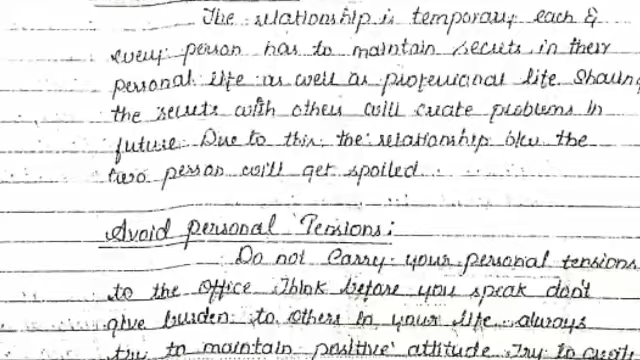 The relationship is temporary each &
every person has to maintain secrets in their
personal life as well as professional life. Sharing
the secrets with others will create problems in
future. Due to this the relationship b/w the
two person will get spoiled
Avoid Personal Tensions:
Do not carry your personal tensions
to the office. Think before you speak don't
give burden to others in your life always
try to maintain positive attitude. Try to